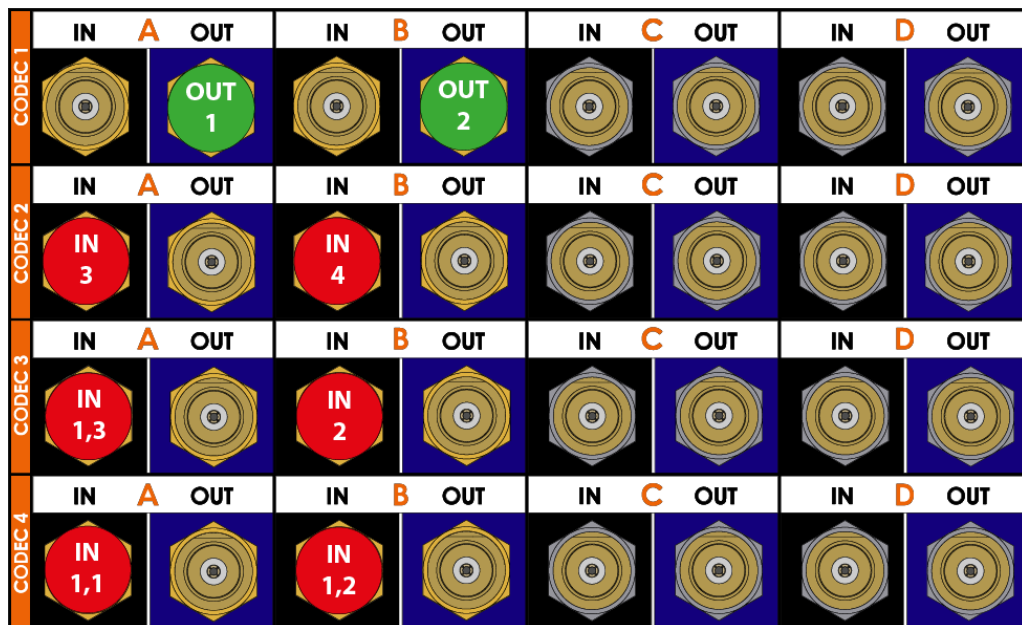 CODEC 1
IN A OUT IN B OUT IN C OUT IN D OUT
OUT
1
OUT
2
CODEC 2
IN A OUT IN B OUT IN C OUT IN D OUT
IN
3
IN
4
CODEC 3
IN A OUT IN B OUT IN C OUT IN D OUT
IN
1,3
IN
2
CODEC 4
IN A OUT IN B OUT IN C OUT IN D OUT
IN
1,1
IN
1,2